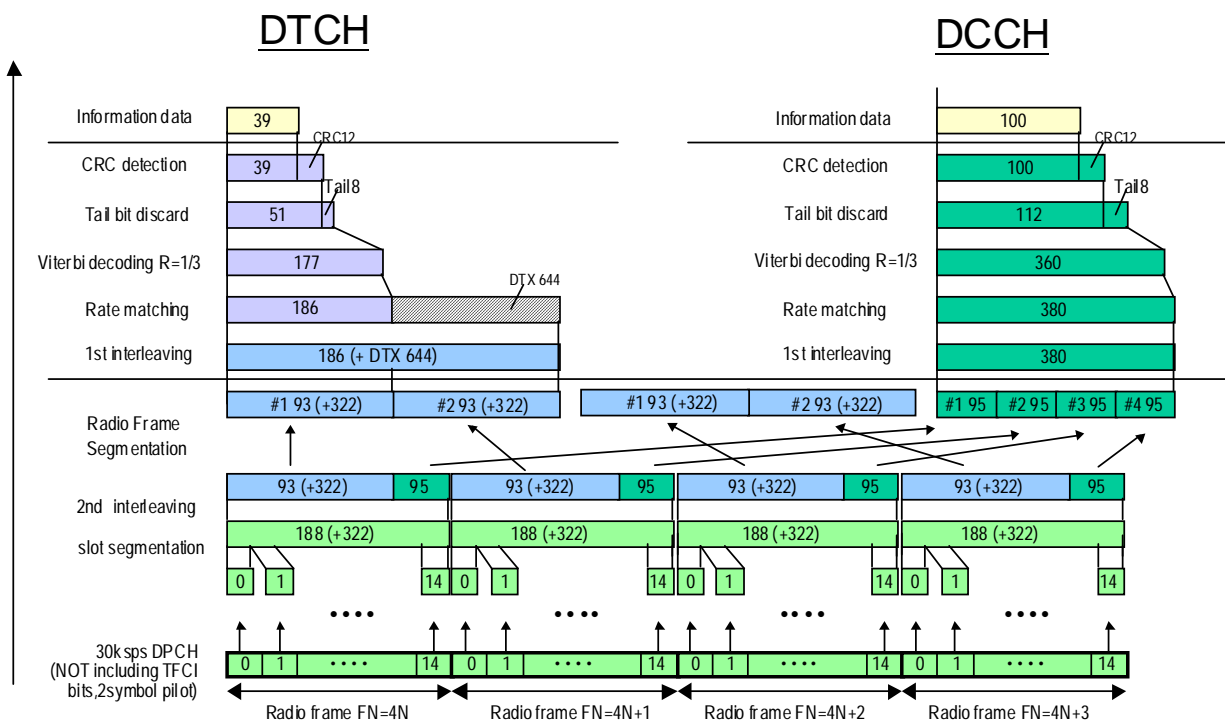 DTCH DCCH
Information data 39 Information data 100
CRC12 CRC12
CRC detection 39 CRC detection 100
Tail8 Tail8
Tail bit discard 51 Tail bit discard 112
Viterbi decoding R=1/3 177 Viterbi decoding R=1/3 360
DTX 644
Rate matching 186 Rate matching 380
1st interleaving 186 (+ DTX 644) 1st interleaving 380
#1 93 (+322) #2 93 (+322) #1 93 (+322) #2 93 (+322) #1 95 #2 95 #3 95 #4 95
Radio Frame
Segmentation
93 (+322) 95 93 (+322) 95 93 (+322) 95 93 (+322) 95
2nd interleaving
188 (+322) 188 (+322) 188 (+322) 188 (+322)
slot segmentation
0 1 14 0 1 14 0 1 14 0 1 14
•••• •••• ••••
30ksps DPCH
(NOT including TFCI
bits,2symbol pilot)
0 1 •••• 14 0 1 •••• 14 0 1 •••• 14 0 1 •••• 14
Radio frame FN=4N Radio frame FN=4N+1 Radio frame FN=4N+2 Radio frame FN=4N+3